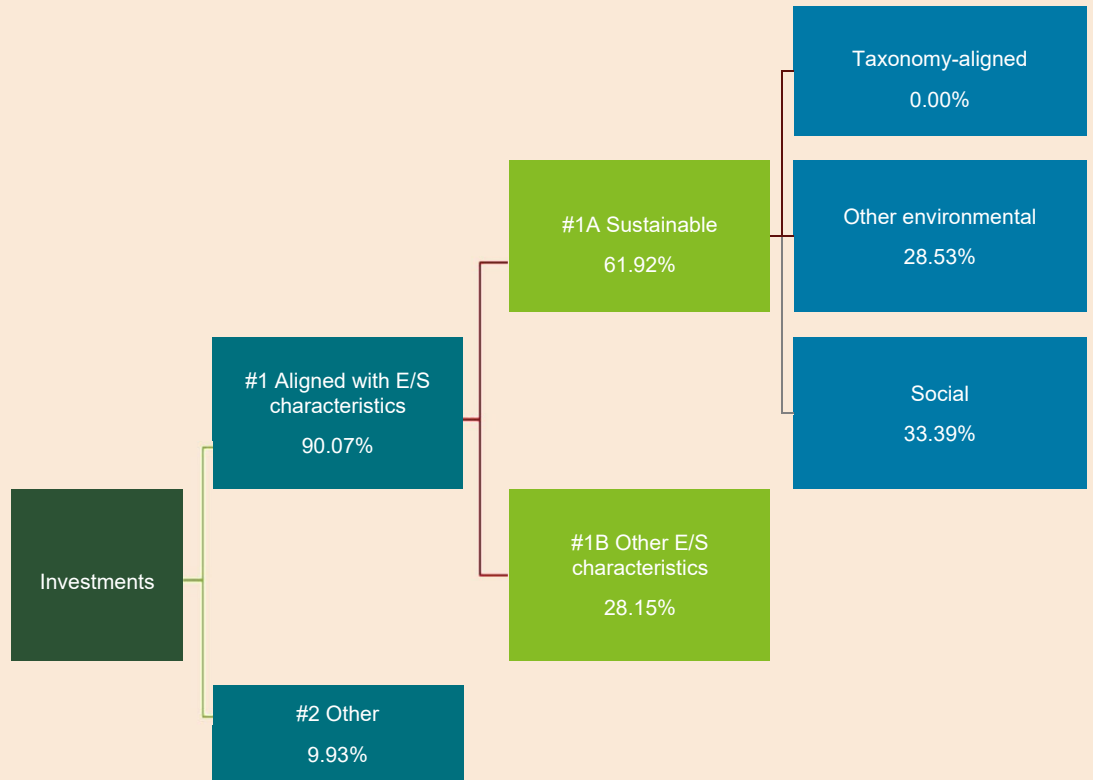 Taxonomy-aligned
0.00%
#1A Sustainable
61.92%
Other environmental
28.53%
#1 Aligned with E/S
characteristics
90.07%
Social
33.39%
Investments
#1B Other E/S
characteristics
28.15%
#2 Other
9.93%